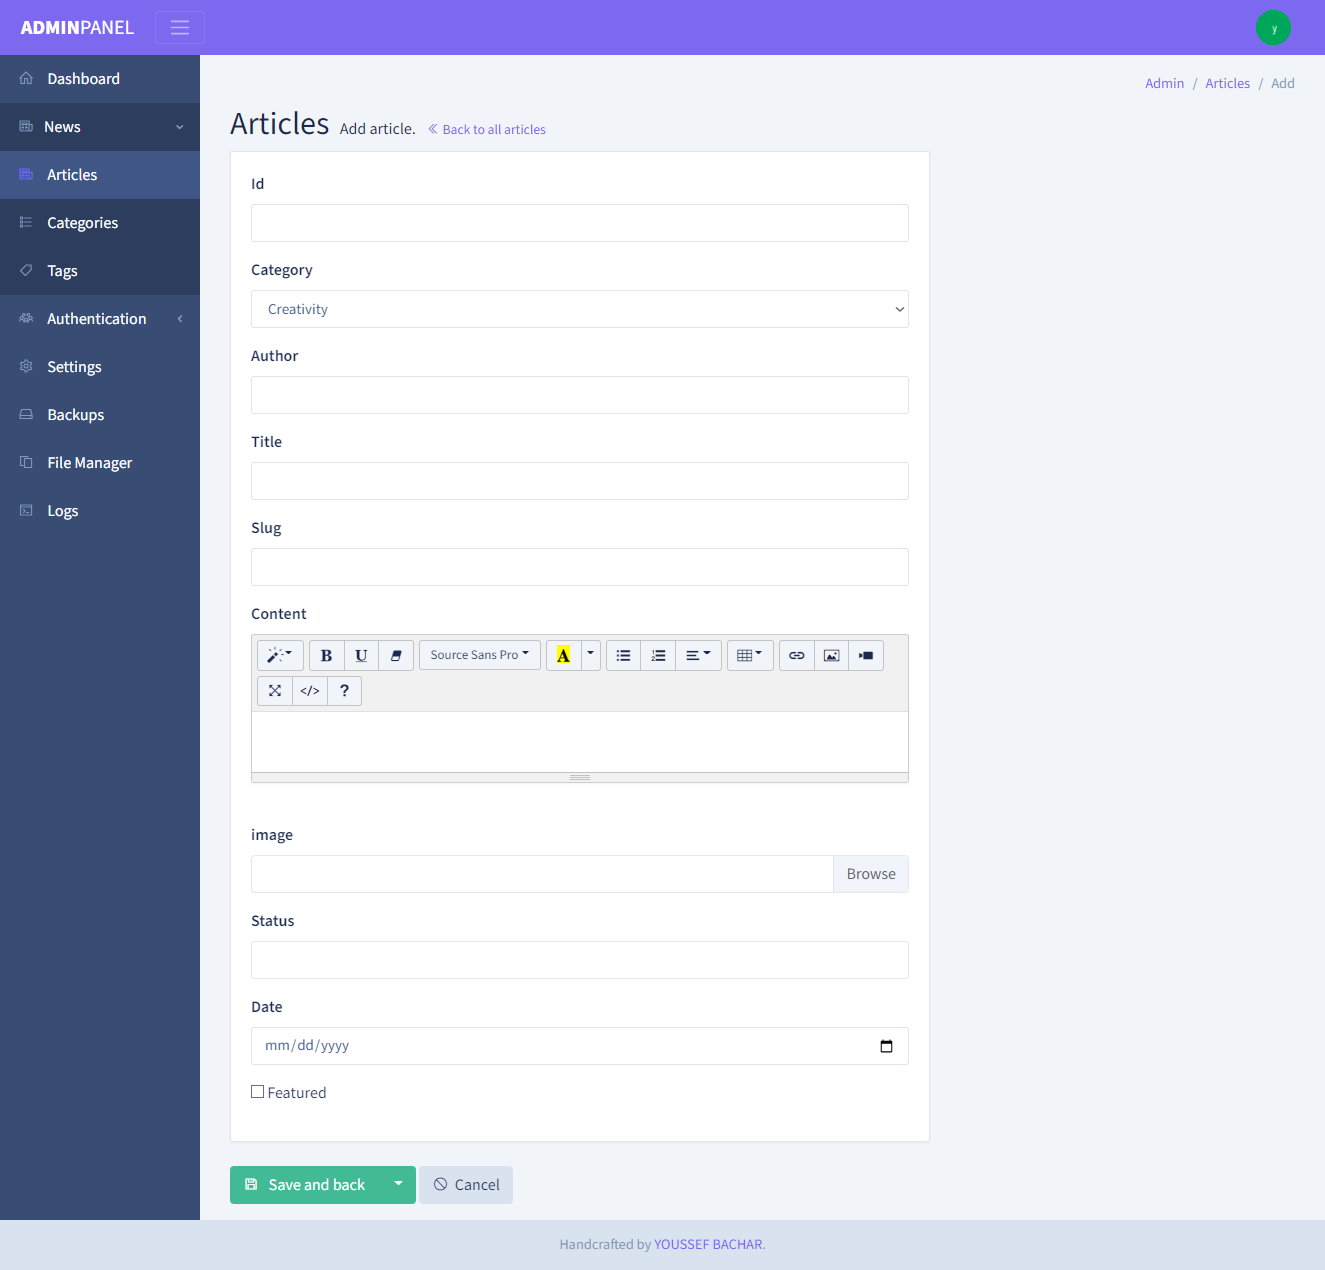 ADMINPANEL
y
Dashboard
News
Articles
Categories
Tags
Authentication
Settings
Backups
File Manager
Logs
Admin / Articles / Add
Articles Add article. Back to all articles
Id
Category
Creativity
Author
Title
Slug
Content
B U Source Sans Pro A
</> ?
image
Browse
Status
Date
mm/dd/yyyy
Featured
Save and back Cancel
Handcrafted by YOUSSEF BACHAR.